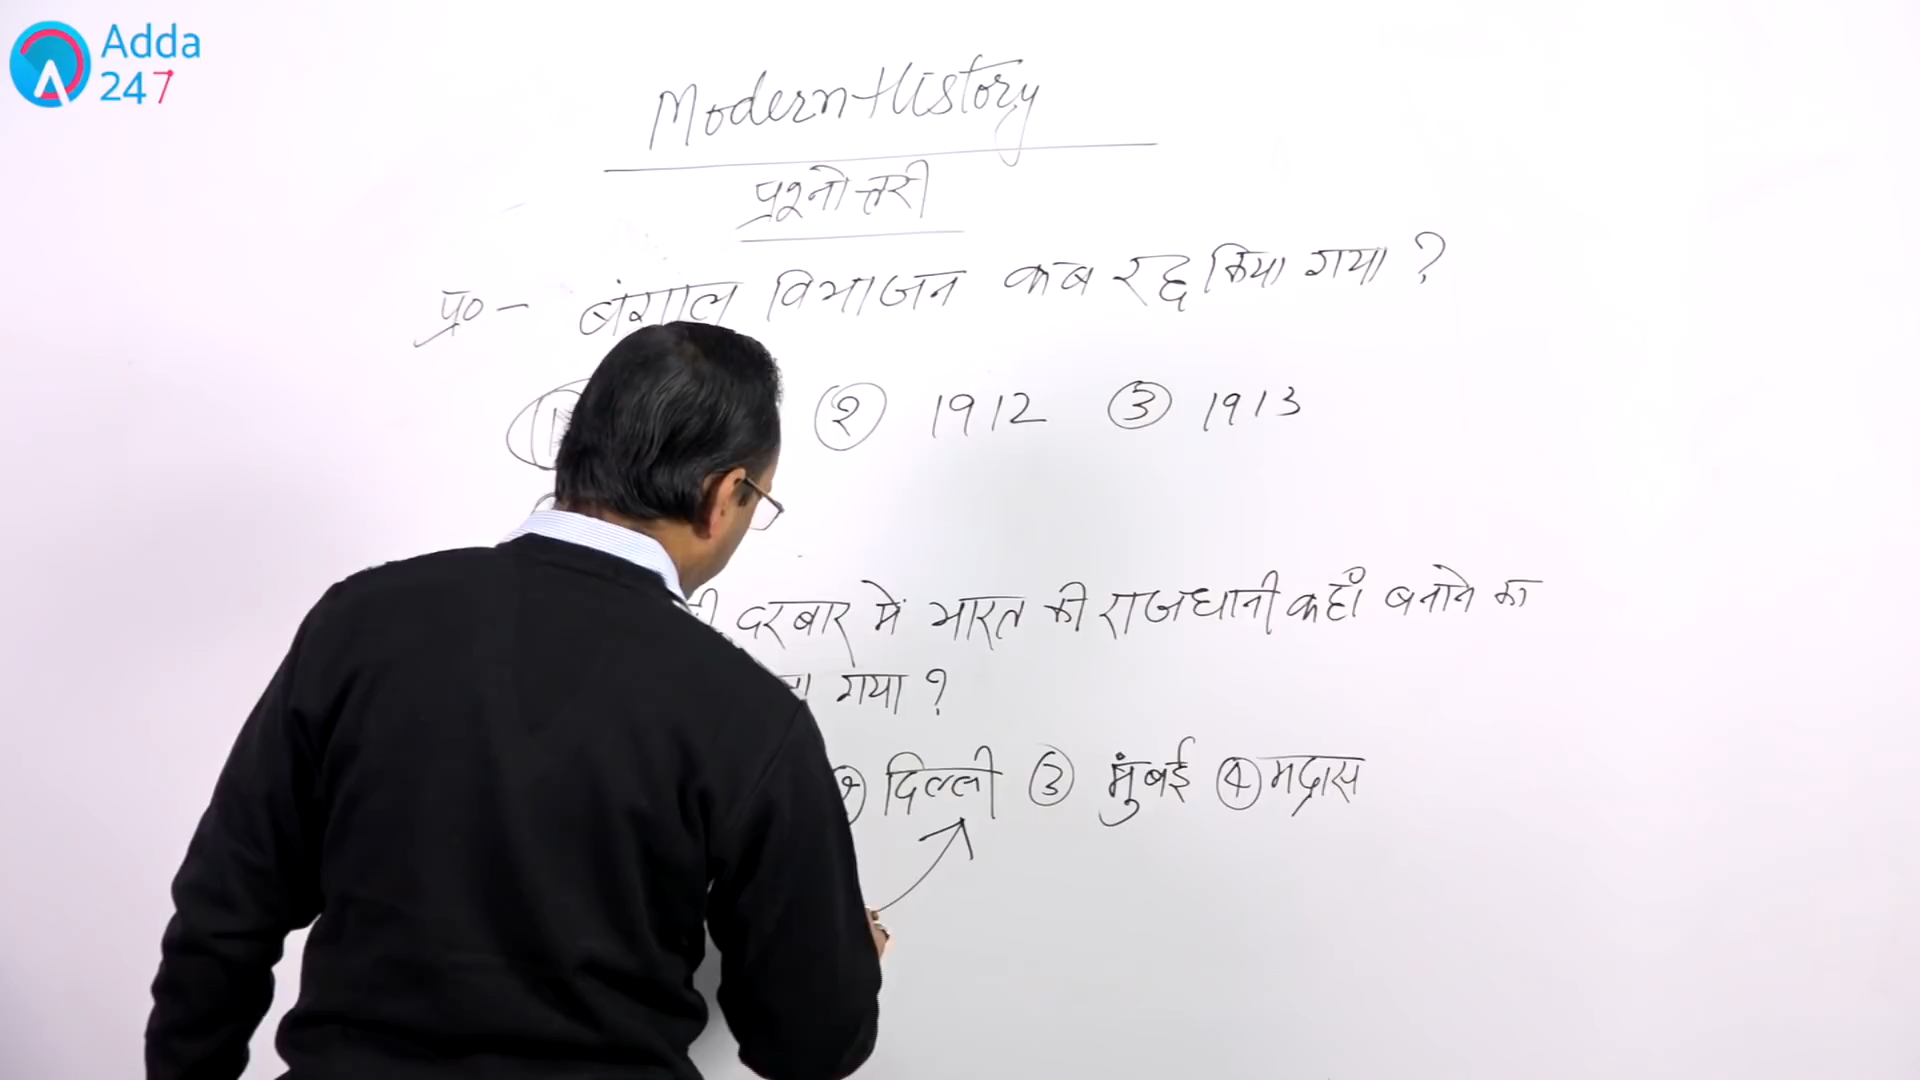 Adda
247
Modern History
प्रश्नोत्तरी
प्र०- बंगाल विभाजन कब रद्द किया गया ?
② 1912 ③ 1913
दरबार में भारत की राजधानी कहाँ बनाने का
गया ?
② दिल्ली ③ मुंबई ④ मद्रास